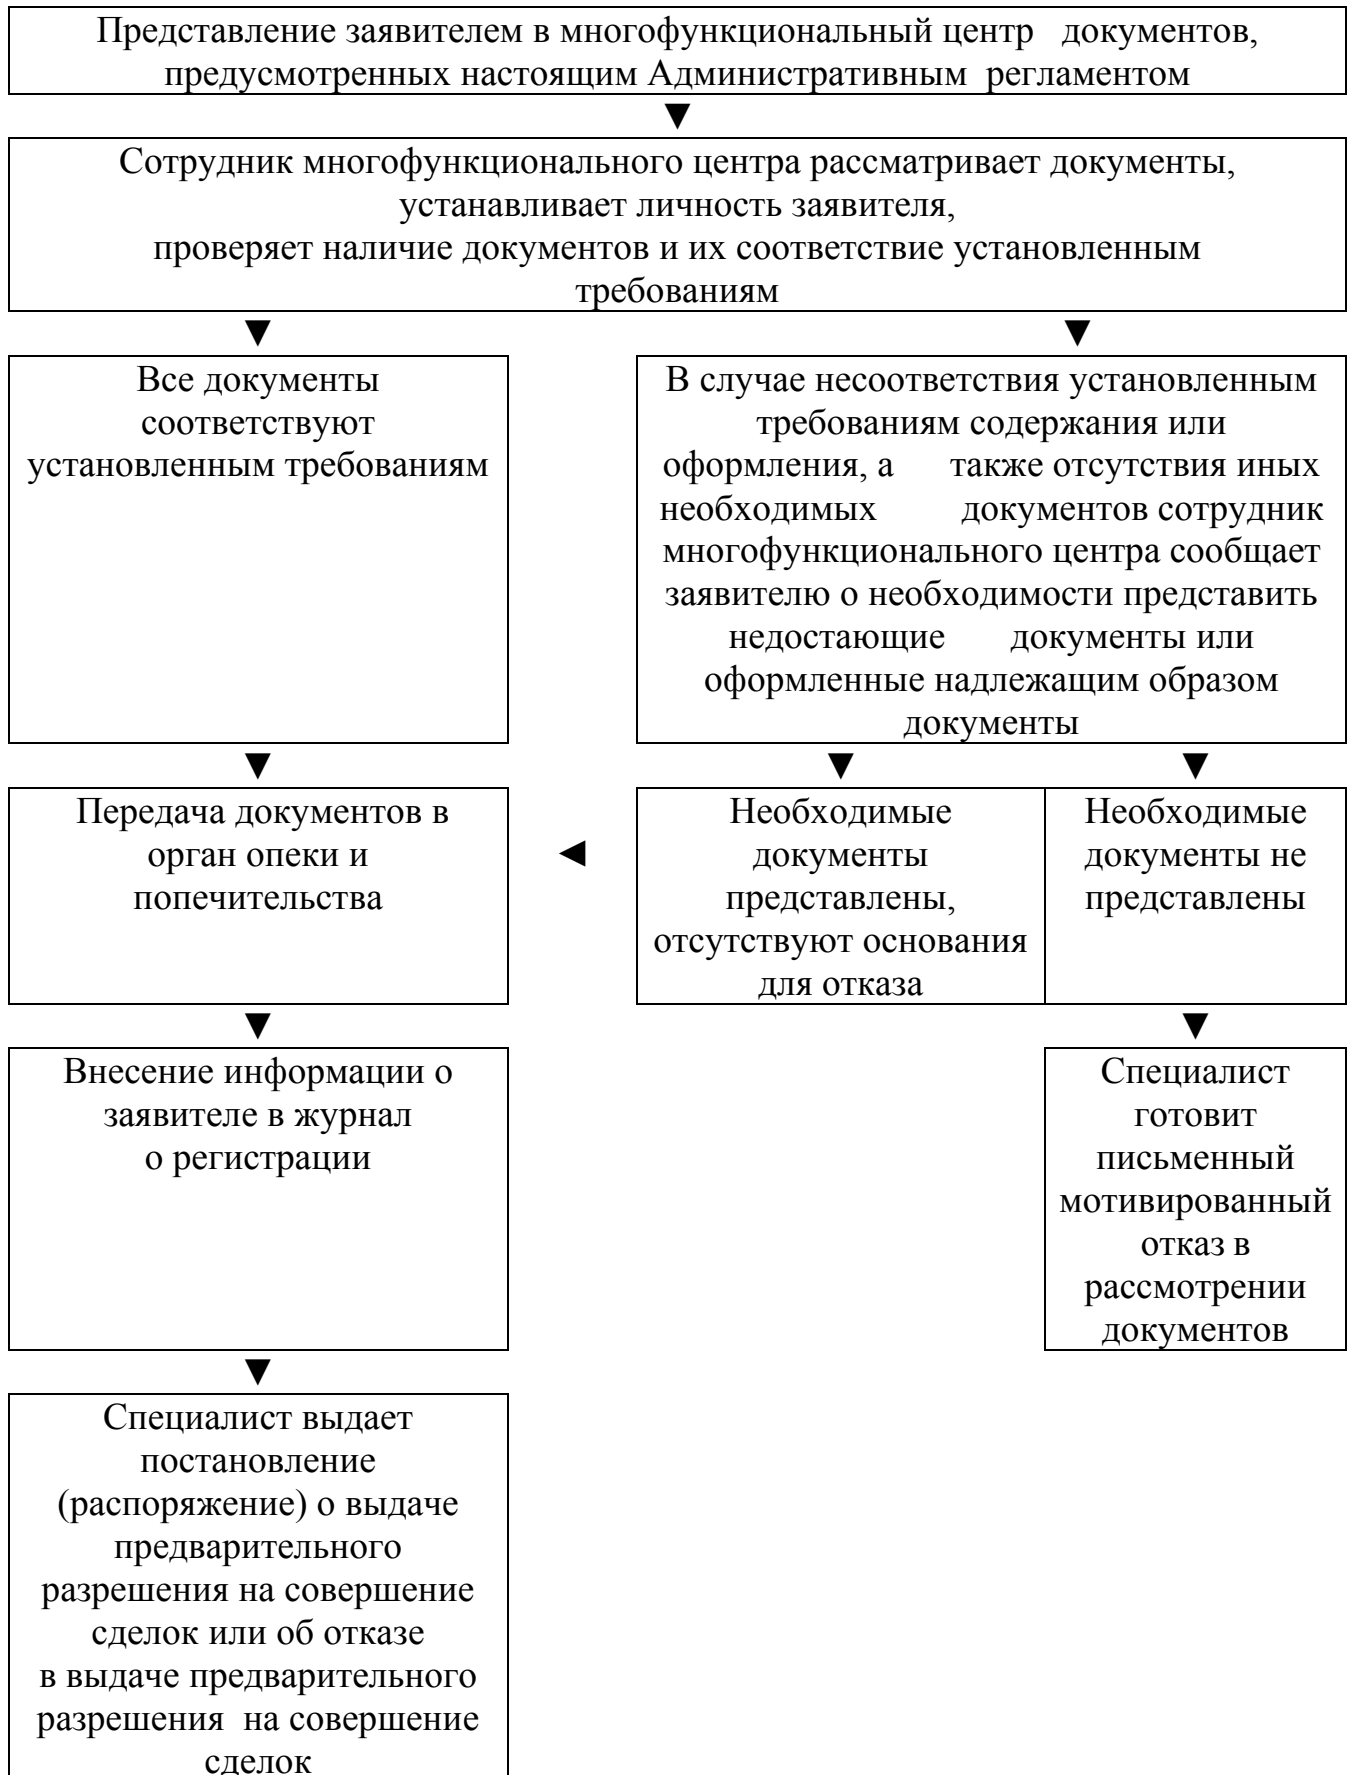 Представление заявителем в многофункциональный центр документов,
предусмотренных настоящим Административным регламентом
▼
Сотрудник многофункционального центра рассматривает документы,
устанавливает личность заявителя,
проверяет наличие документов и их соответствие установленным
требованиям
▼ ▼
Все документы
соответствуют
установленным требованиям
В случае несоответствия установленным
требованиям содержания или
оформления, а также отсутствия иных
необходимых документов сотрудник
многофункционального центра сообщает
заявителю о необходимости представить
недостающие документы или
оформленные надлежащим образом
документы
▼ ▼ ▼
Передача документов в
орган опеки и
попечительства
◄
Необходимые
документы
представлены,
отсутствуют основания
для отказа
Необходимые
документы не
представлены
▼ ▼
Внесение информации о
заявителе в журнал
о регистрации
Специалист
готовит
письменный
мотивированный
отказ в
рассмотрении
документов
▼
Специалист выдает
постановление
(распоряжение) о выдаче
предварительного
разрешения на совершение
сделок или об отказе
в выдаче предварительного
разрешения на совершение
сделок